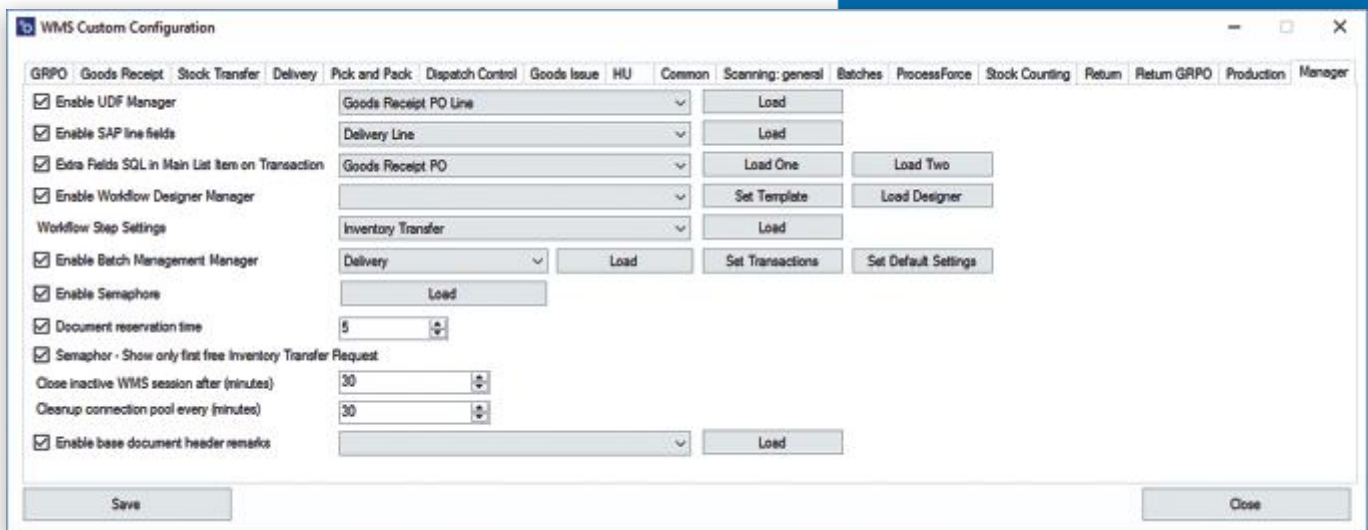 WMS Custom Configuration
GRPO Goods Receipt Stock Transfer Delivery Pick and Pack Dispatch Control Goods Issue HU Common Scanning: general Batches ProcessForce Stock Counting Return Return GRPO Production Manager
Enable UDF Manager Goods Receipt PO Line Load
Enable SAP line fields Delivery Line Load
Extra Fields SQL in Main List Item on Transaction Goods Receipt PO Load One Load Two
Enable Workflow Designer Manager Set Template Load Designer
Workflow Step Settings Inventory Transfer Load
Enable Batch Management Manager Delivery Load Set Transactions Set Default Settings
Enable Semaphore Load
Document reservation time 5
Semaphor - Show only first free Inventory Transfer Request
Close inactive WMS session after (minutes) 30
Cleanup connection pool every (minutes) 30
Enable base document header remarks Load
Save Close